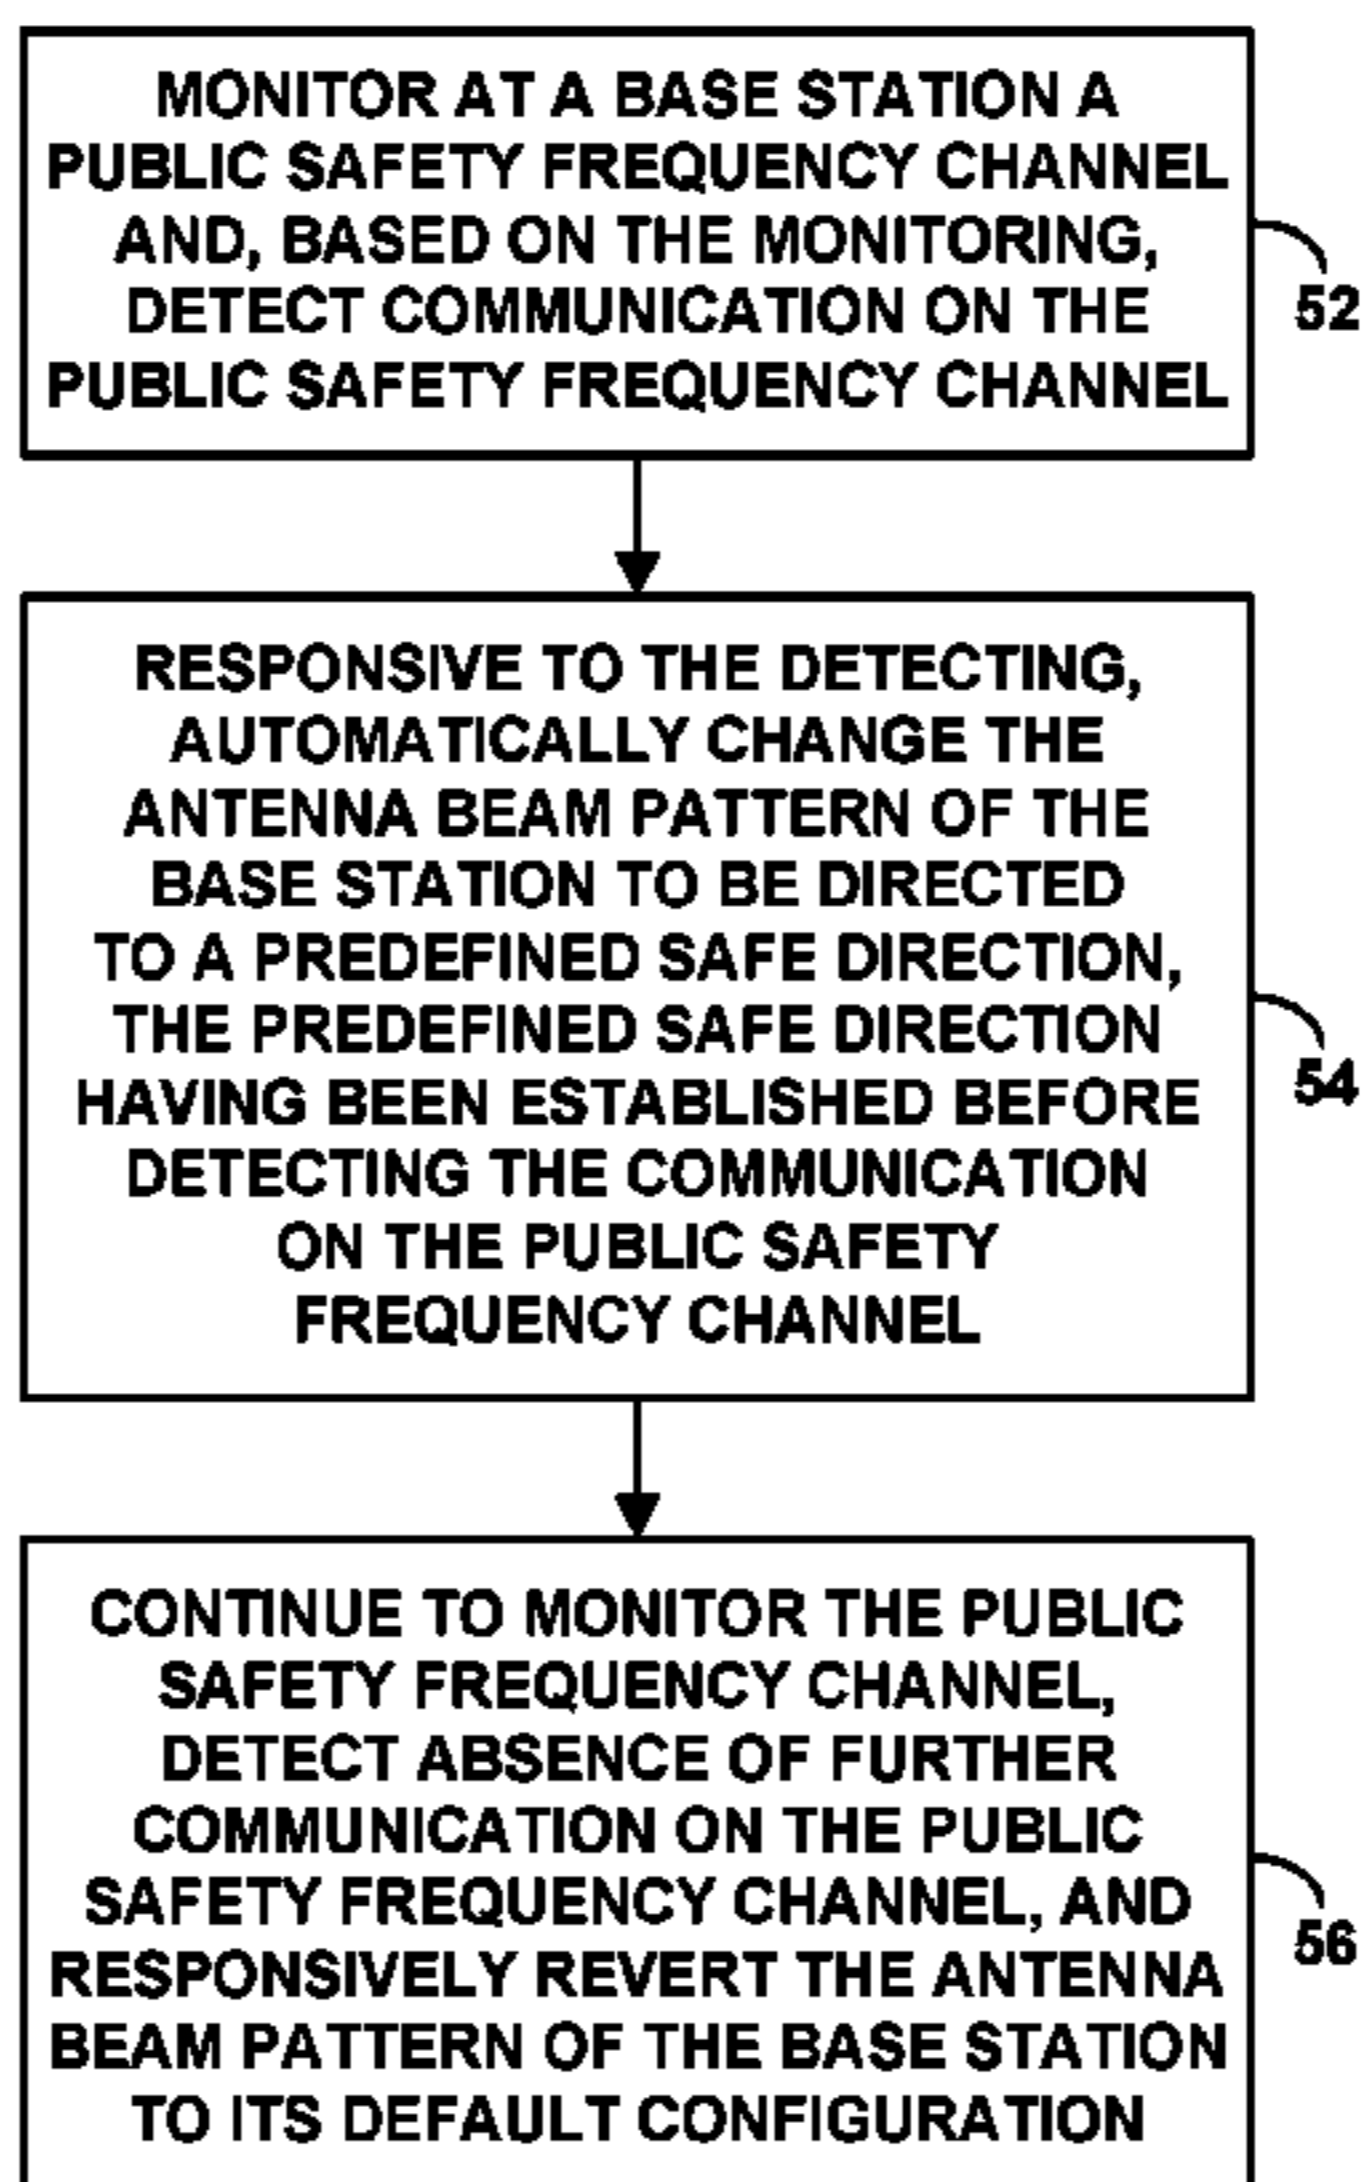 MONITOR AT A BASE STATION A
PUBLIC SAFETY FREQUENCY CHANNEL
AND, BASED ON THE MONITORING,
DETECT COMMUNICATION ON THE
PUBLIC SAFETY FREQUENCY CHANNEL
52
RESPONSIVE TO THE DETECTING,
AUTOMATICALLY CHANGE THE
ANTENNA BEAM PATTERN OF THE
BASE STATION TO BE DIRECTED
TO A PREDEFINED SAFE DIRECTION,
THE PREDEFINED SAFE DIRECTION
HAVING BEEN ESTABLISHED BEFORE
DETECTING THE COMMUNICATION
ON THE PUBLIC SAFETY
FREQUENCY CHANNEL
54
CONTINUE TO MONITOR THE PUBLIC
SAFETY FREQUENCY CHANNEL,
DETECT ABSENCE OF FURTHER
COMMUNICATION ON THE PUBLIC
SAFETY FREQUENCY CHANNEL, AND
RESPONSIVELY REVERT THE ANTENNA
BEAM PATTERN OF THE BASE STATION
TO ITS DEFAULT CONFIGURATION
56